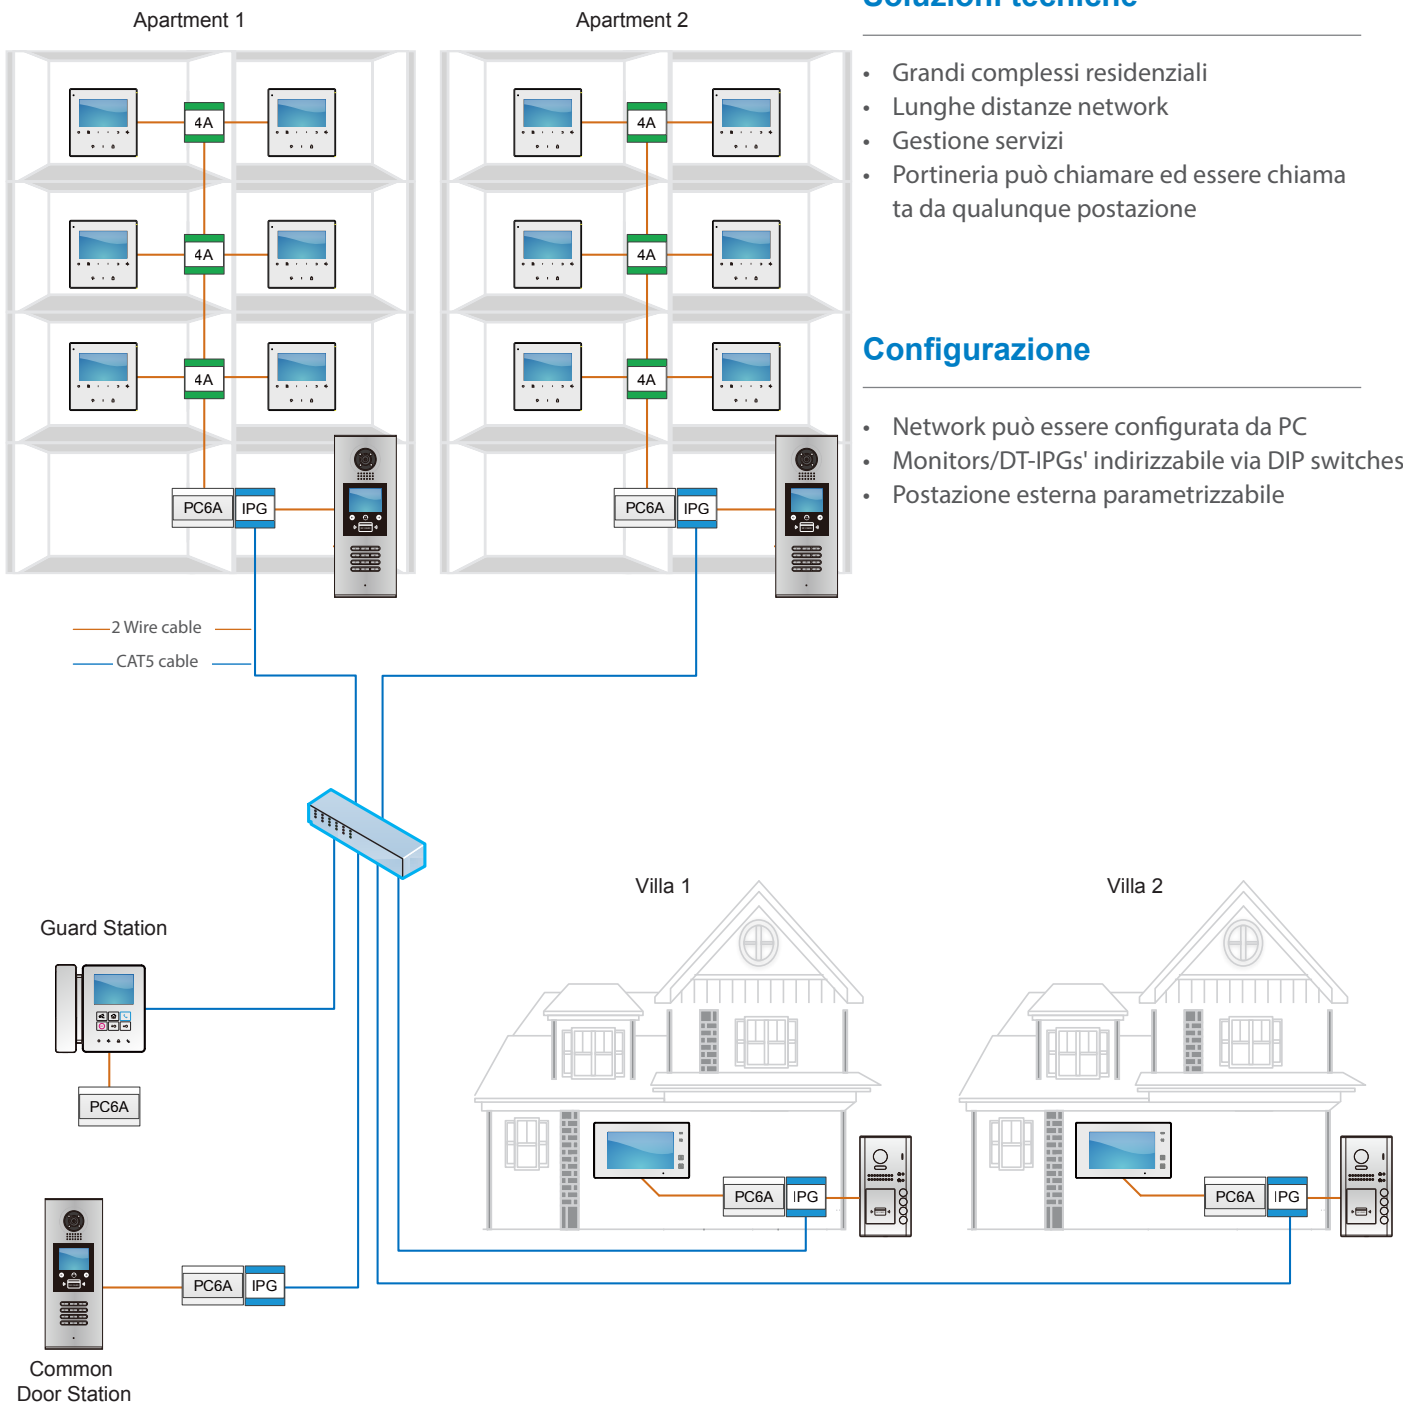 Apartment 1
Apartment 2
Soluzioni tecniche
• Grandi complessi residenziali
• Lunghe distanze network
• Gestione servizi
• Portineria può chiamare ed essere chiama
ta da qualunque postazione
4A
4A
4A
4A
4A
4A
Configurazione
• Network può essere configurata da PC
• Monitors/DT-IPGs' indirizzabile via DIP switches
• Postazione esterna parametrizzabile
PC6A IPG
PC6A IPG
2 Wire cable
CAT5 cable
Villa 1
Villa 2
Guard Station
PC6A
PC6A IPG
PC6A IPG
PC6A IPG
Common
Door Station